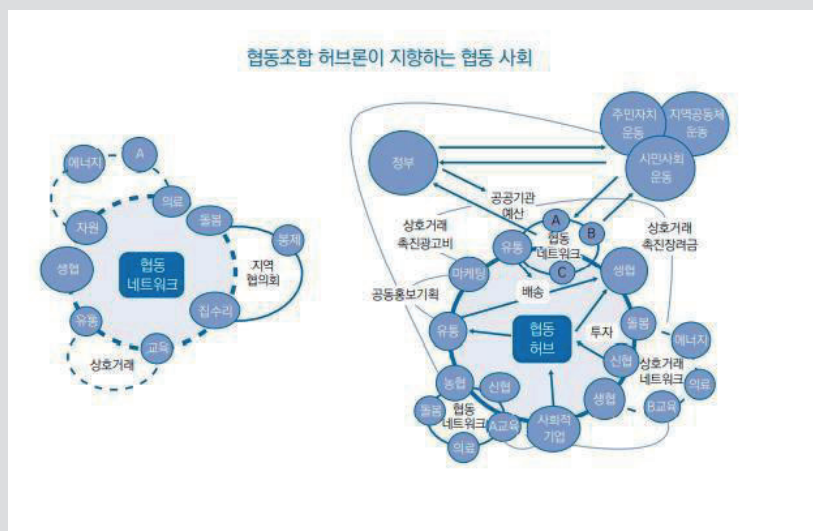 협동조합 허브론이 지향하는 협동 사회
에너지
A
의료
자원
돌봄
봉제
생협
협동
네트워크
지역
협의회
유통
집수리
교육
상호거래
주민자치
운동
지역공동체
운동
시민사회
운동
정부
공공기관
예산
A
B
C
협동
네트워크
상호거래
촉진광고비
상호거래
촉진장려금
유통
마케팅
생협
배송
공동홍보기획
유통
협동
허브
투자
돌봄
신협
에너지
상호거래
네트워크
의료
생협
B교육
농협
신협
돌봄
협동
네트워크
A교육
의료
사회적
기업